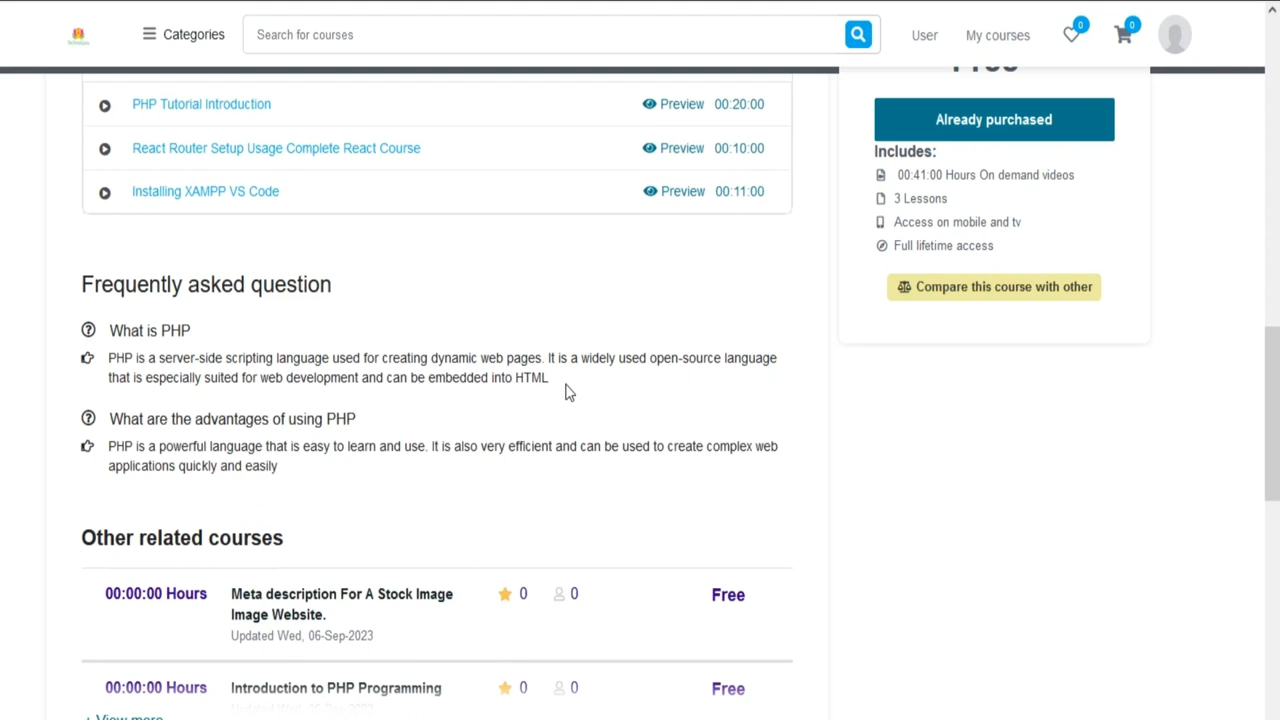 Categories
Search for courses
User
My courses
0
0
PHP Tutorial Introduction
Preview 00:20:00
React Router Setup Usage Complete React Course
Preview 00:10:00
Installing XAMPP VS Code
Preview 00:11:00
Already purchased
Includes:
00:41:00 Hours On demand videos
3 Lessons
Access on mobile and tv
Full lifetime access
Compare this course with other
Frequently asked question
What is PHP
PHP is a server-side scripting language used for creating dynamic web pages. It is a widely used open-source language
that is especially suited for web development and can be embedded into HTML
What are the advantages of using PHP
PHP is a powerful language that is easy to learn and use. It is also very efficient and can be used to create complex web
applications quickly and easily
Other related courses
00:00:00 Hours
Meta description For A Stock Image
Image Website.
Updated Wed, 06-Sep-2023
0
0
Free
00:00:00 Hours
Introduction to PHP Programming
0
0
Free
+ View more